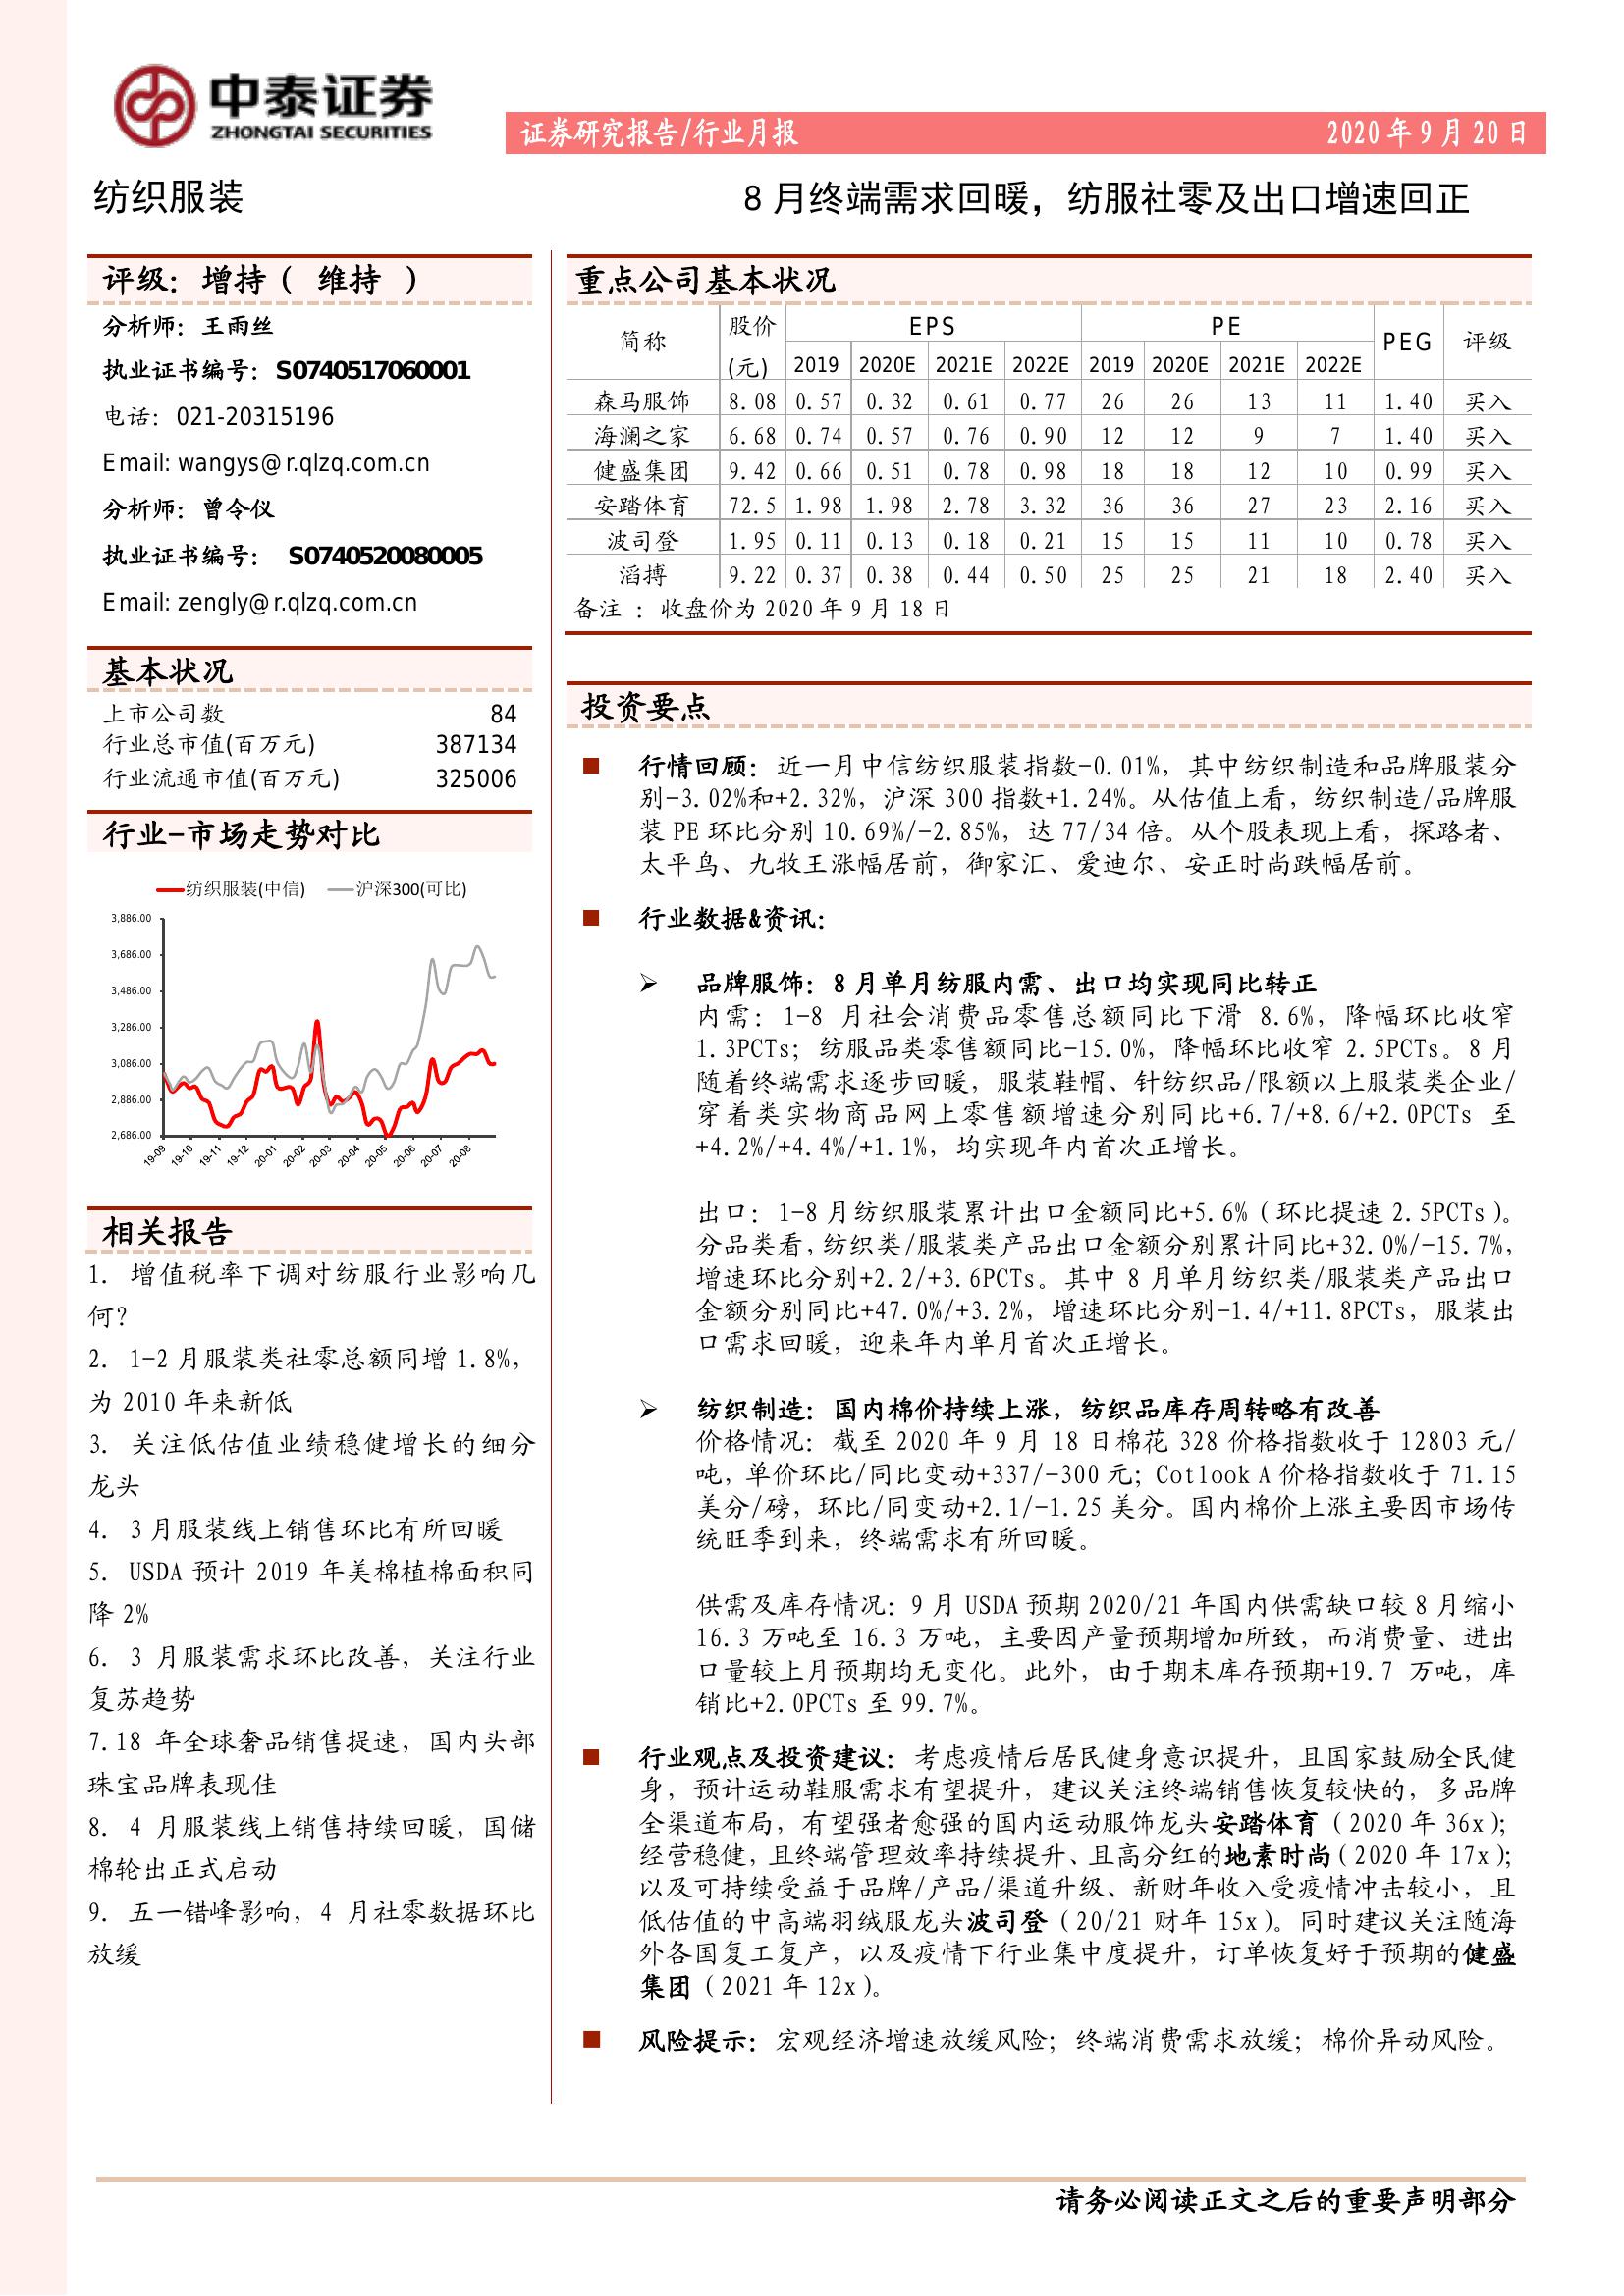 中泰证券
ZHONGTAI SECURITIES
证券研究报告/行业月报 2020年9月20日
纺织服装 8月终端需求回暖，纺服社零及出口增速回正
评级：增持（ 维持 ）
分析师：王雨丝
执业证书编号：S0740517060001
电话：021-20315196
Email:wangys@r.qlzq.com.cn
分析师：曾令仪
执业证书编号： S0740520080005
Email:zengly@r.qlzq.com.cn
基本状况
上市公司数 84
行业总市值(百万元) 387134
行业流通市值(百万元) 325006
行业-市场走势对比
纺织服装(中信) 沪深300(可比)
3,886.00
3,686.00
3,486.00
3,286.00
3,086.00
2,886.00
2,686.00
19-09 19-10 19-11 19-12 20-01 20-02 20-03 20-04 20-05 20-06 20-07 20-08
相关报告
1. 增值税率下调对纺服行业影响几
何？
2. 1-2月服装类社零总额同增1.8%，
为2010年来新低
3. 关注低估值业绩稳健增长的细分
龙头
4. 3月服装线上销售环比有所回暖
5. USDA预计2019年美棉植棉面积同
降2%
6. 3月服装需求环比改善，关注行业
复苏趋势
7.18年全球奢品销售提速，国内头部
珠宝品牌表现佳
8. 4月服装线上销售持续回暖，国储
棉轮出正式启动
9. 五一错峰影响，4月社零数据环比
放缓
重点公司基本状况
简称 股价(元) EPS PE PEG 评级
2019 2020E 2021E 2022E 2019 2020E 2021E 2022E
森马服饰 8.08 0.57 0.32 0.61 0.77 26 26 13 11 1.40 买入
海澜之家 6.68 0.74 0.57 0.76 0.90 12 12 9 7 1.40 买入
健盛集团 9.42 0.66 0.51 0.78 0.98 18 18 12 10 0.99 买入
安踏体育 72.5 1.98 1.98 2.78 3.32 36 36 27 23 2.16 买入
波司登 1.95 0.11 0.13 0.18 0.21 15 15 11 10 0.78 买入
滔搏 9.22 0.37 0.38 0.44 0.50 25 25 21 18 2.40 买入
备注 ：收盘价为2020年9月18日
投资要点
行情回顾：近一月中信纺织服装指数-0.01%，其中纺织制造和品牌服装分
别-3.02%和+2.32%，沪深300指数+1.24%。从估值上看，纺织制造/品牌服
装PE环比分别10.69%/-2.85%，达77/34倍。从个股表现上看，探路者、
太平鸟、九牧王涨幅居前，御家汇、爱迪尔、安正时尚跌幅居前。
行业数据&资讯：
品牌服饰：8月单月纺服内需、出口均实现同比转正
内需：1-8月社会消费品零售总额同比下滑8.6%，降幅环比收窄
1.3PCTs；纺服品类零售额同比-15.0%，降幅环比收窄2.5PCTs。8月
随着终端需求逐步回暖，服装鞋帽、针纺织品/限额以上服装类企业/
穿着类实物商品网上零售额增速分别同比+6.7/+8.6/+2.0PCTs 至
+4.2%/+4.4%/+1.1%，均实现年内首次正增长。
出口：1-8月纺织服装累计出口金额同比+5.6%（环比提速2.5PCTs）。
分品类看，纺织类/服装类产品出口金额分别累计同比+32.0%/-15.7%，
增速环比分别+2.2/+3.6PCTs。其中8月单月纺织类/服装类产品出口
金额分别同比+47.0%/+3.2%，增速环比分别-1.4/+11.8PCTs，服装出
口需求回暖，迎来年内单月首次正增长。
纺织制造：国内棉价持续上涨，纺织品库存周转略有改善
价格情况：截至2020年9月18日棉花328价格指数收于12803元/
吨，单价环比/同比变动+337/-300元；Cotlook A价格指数收于71.15
美分/磅，环比/同变动+2.1/-1.25美分。国内棉价上涨主要因市场传
统旺季到来，终端需求有所回暖。
供需及库存情况：9月USDA预期2020/21年国内供需缺口较8月缩小
16.3万吨至16.3万吨，主要因产量预期增加所致，而消费量、进出
口量较上月预期均无变化。此外，由于期末库存预期+19.7万吨，库
销比+2.0PCTs至99.7%。
行业观点及投资建议：考虑疫情后居民健身意识提升，且国家鼓励全民健
身，预计运动鞋服需求有望提升，建议关注终端销售恢复较快的，多品牌
全渠道布局，有望强者愈强的国内运动服饰龙头安踏体育（2020年36x）；
经营稳健，且终端管理效率持续提升、且高分红的地素时尚（2020年17x）；
以及可持续受益于品牌/产品/渠道升级、新财年收入受疫情冲击较小，且
低估值的中高端羽绒服龙头波司登（20/21财年15x）。同时建议关注随海
外各国复工复产，以及疫情下行业集中度提升，订单恢复好于预期的健盛
集团（2021年12x）。
风险提示：宏观经济增速放缓风险；终端消费需求放缓；棉价异动风险。
请务必阅读正文之后的重要声明部分